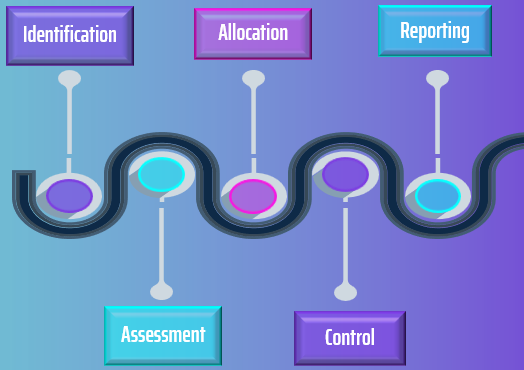 Identification
Allocation
Reporting
Assessment
Control